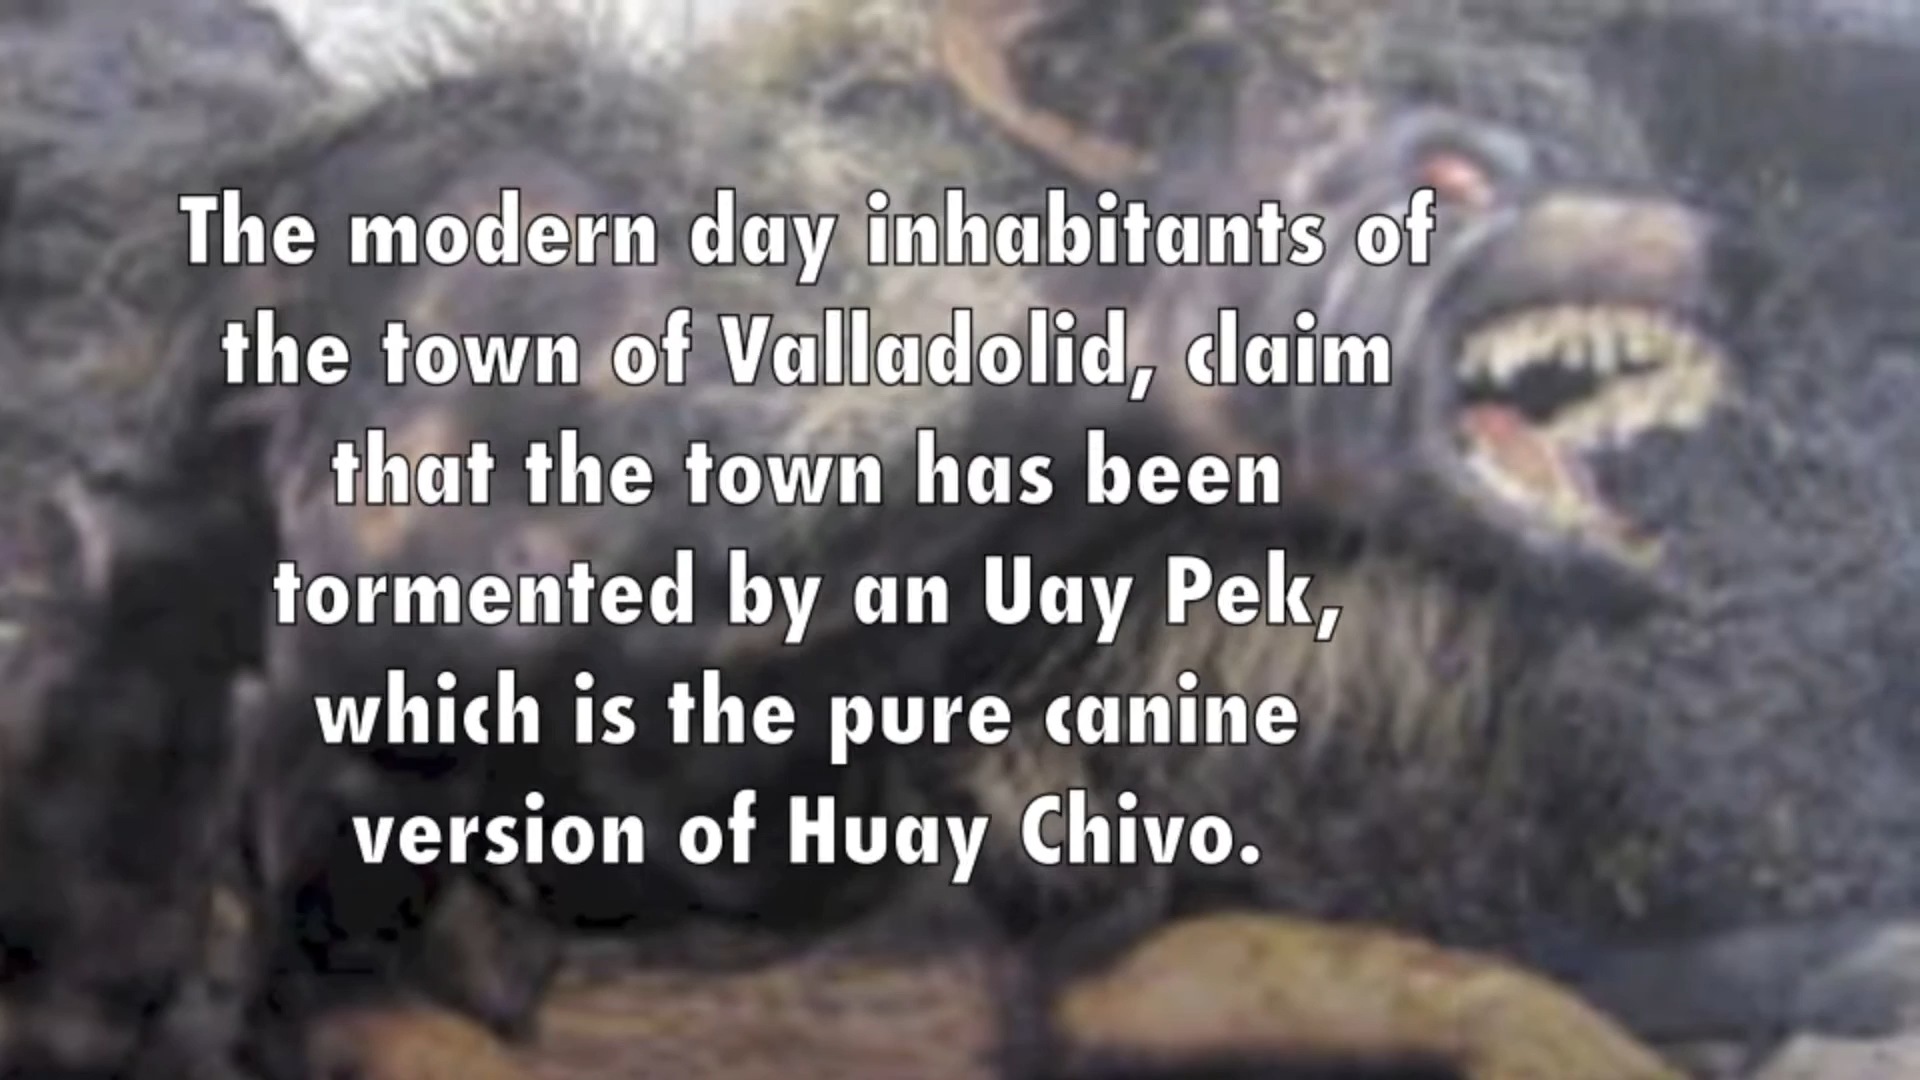 The modern day inhabitants of
the town of Valladolid, claim
that the town has been
tormented by an Uay Pek,
which is the pure canine
version of Huay Chivo.